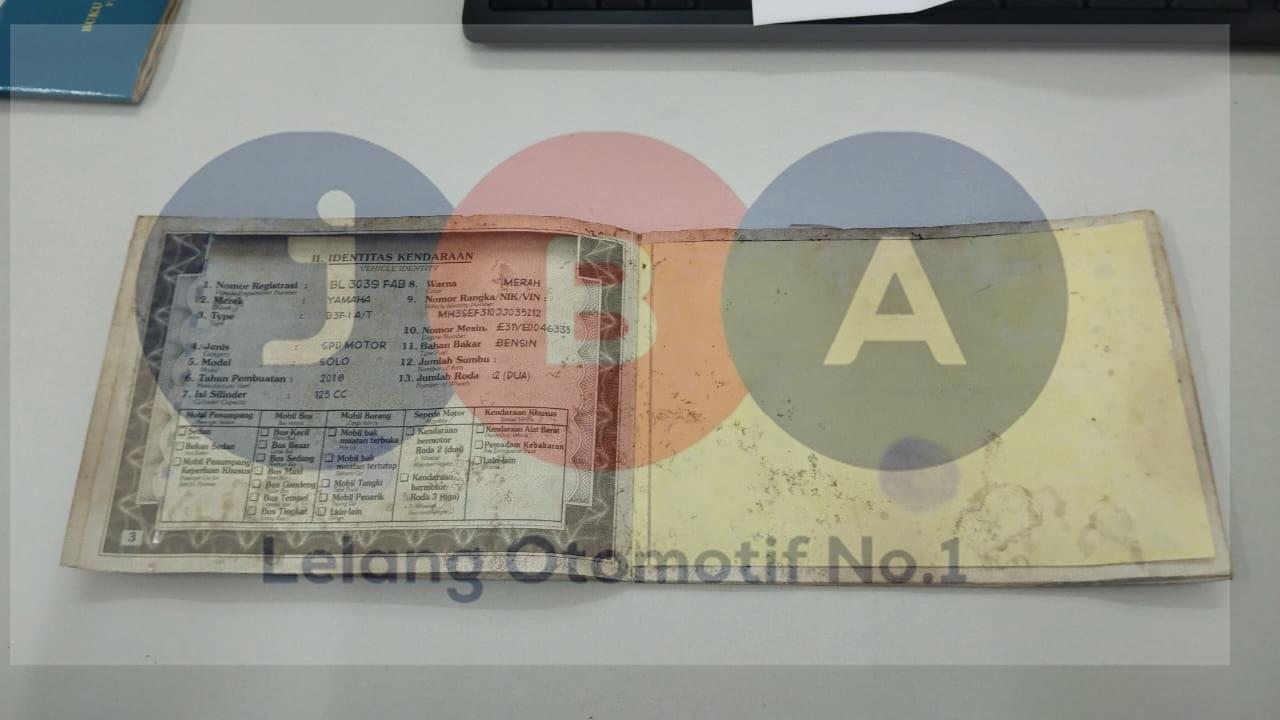 BUKU
jBA
II. IDENTITAS KENDARAAN
VEHICLE IDENTITY
1. Nomor Registrasi : BL 3039 FAB
2. Merek : YAMAHA
3. Type : B3F-I A/T
4. Jenis : SPD MOTOR
5. Model : SOLO
6. Tahun Pembuatan : 2018
7. Isi Silinder : 125 CC
8. Warna : MERAH
9. Nomor Rangka/NIK/VIN :
MH3SEF310JJ035212
10. Nomor Mesin : E31VE0046335
11. Bahan Bakar : BENSIN
12. Jumlah Sumbu :
13. Jumlah Roda : 2 (DUA)
Mobil Penumpang
Sedan
Bukan Sedan
Mobil Penumpang
Keperluan Khusus
Mobil Bus
Bus Kecil
Bus Besar
Bus Sedang
Bus Maxi
Bus Gandeng
Bus Tempel
Bus Tingkat
Mobil Barang
Mobil bak
muatan terbuka
Mobil bak
muatan tertutup
Mobil Tangki
Mobil Penarik
Lain-lain
Sepeda Motor
Kendaraan
bermotor
Roda 2 (dua)
Kendaraan
bermotor
Roda 3 (tiga)
Kendaraan Khusus
Kendaraan Alat Berat
Pemadam Kebakaran
Lain-lain
3
Lelang Otomotif No.1